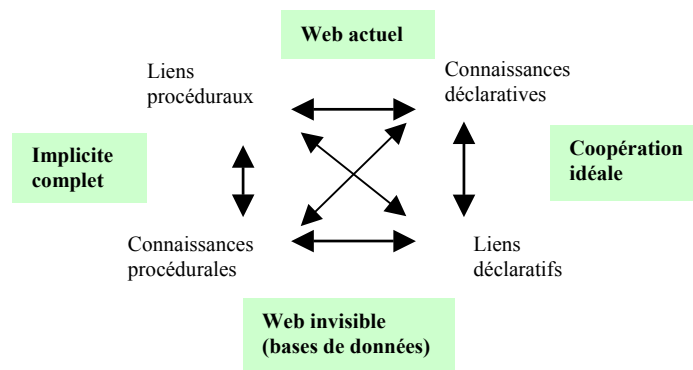 Web actuel
Liens
procéduraux
Connaissances
déclaratives
Implicite
complet
Coopération
idéale
Connaissances
procédurales
Liens
déclaratifs
Web invisible
(bases de données)